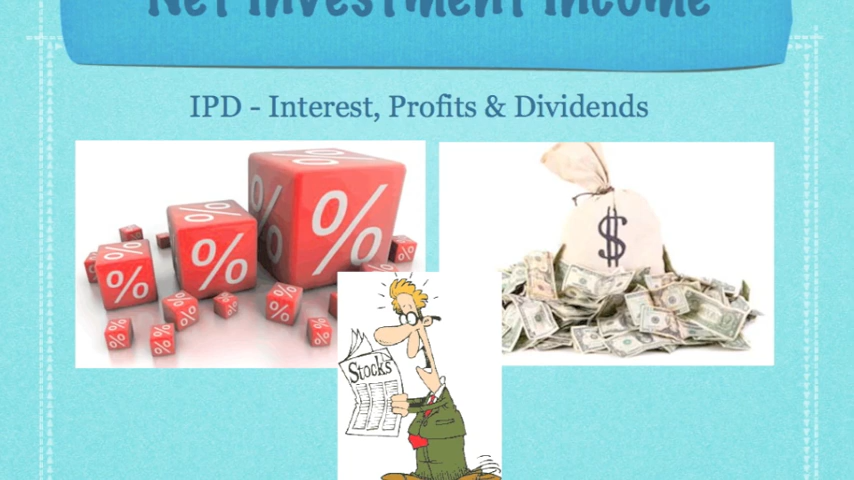 Net Investment Income
IPD - Interest, Profits & Dividends
% % % % % % % % % % % %
$
Stocks